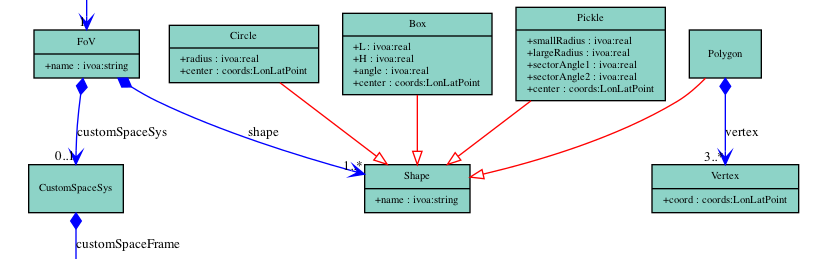 FoV
+name : ivoa:string
Circle
+radius : ivoa:real
+center : coords:LonLatPoint
Box
+L : ivoa:real
+H : ivoa:real
+angle : ivoa:real
+center : coords:LonLatPoint
Pickle
+smallRadius : ivoa:real
+largeRadius : ivoa:real
+sectorAngle1 : ivoa:real
+sectorAngle2 : ivoa:real
+center : coords:LonLatPoint
Polygon
customSpaceSys
shape
vertex
0..1
1..*
3..*
CustomSpaceSys
Shape
+name : ivoa:string
Vertex
+coord : coords:LonLatPoint
customSpaceFrame